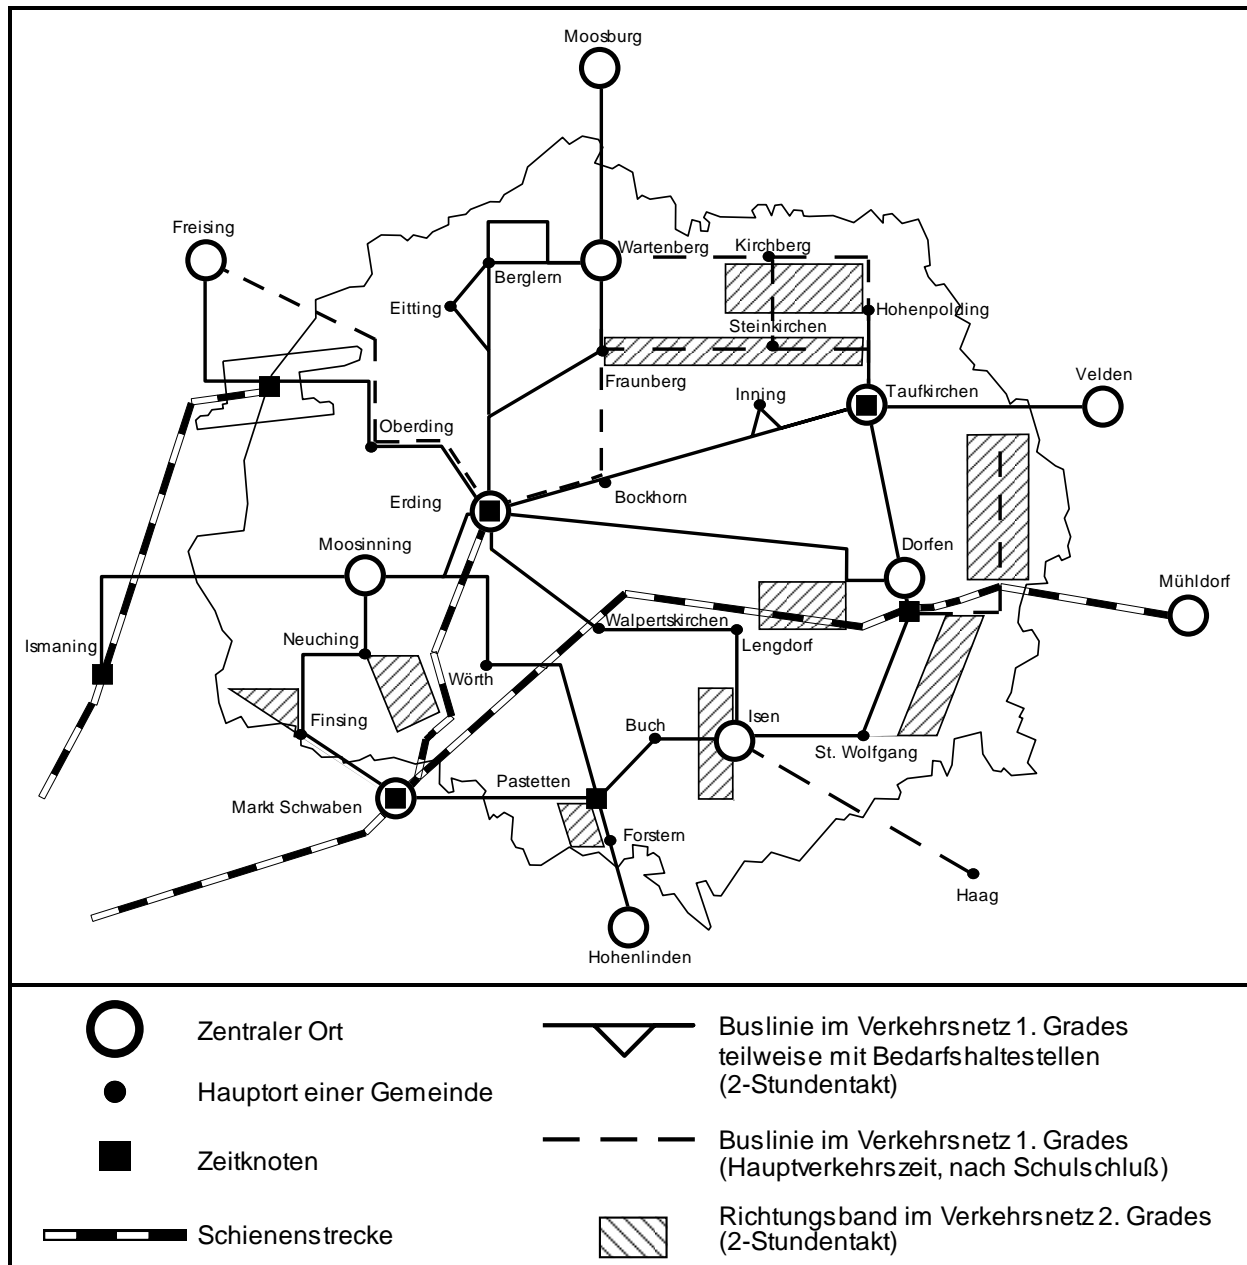 Moosburg
Freising
Wartenberg
Kirchberg
Berglern
Eitting
Hohenpolding
Steinkirchen
Velden
Fraunberg
Inning
Taufkirchen
Oberding
Erding
Bockhorn
Moosinning
Dorfen
Mühldorf
Ismaning
Neuching
Walpertskirchen
Lengdorf
Wörth
Finsing
Buch
Isen
St. Wolfgang
Pastetten
Markt Schwaben
Forstern
Haag
Hohenlinden
Zentraler Ort
Hauptort einer Gemeinde
Zeitknoten
Schienenstrecke
Buslinie im Verkehrsnetz 1. Grades
teilweise mit Bedarfshaltestellen
(2-Stundentakt)
Buslinie im Verkehrsnetz 1. Grades
(Hauptverkehrszeit, nach Schulschluß)
Richtungsband im Verkehrsnetz 2. Grades
(2-Stundentakt)